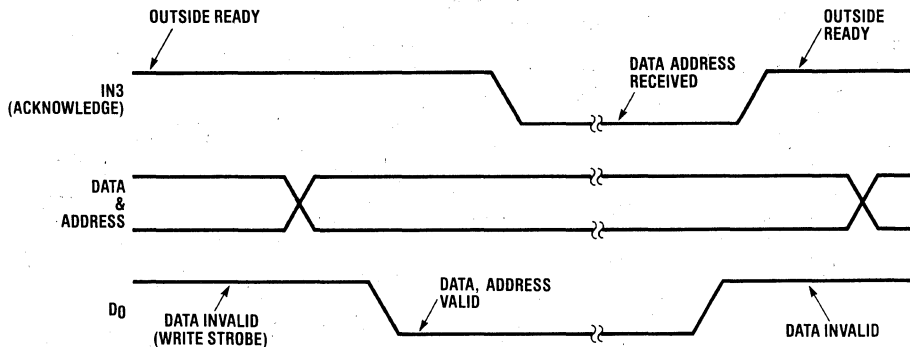 OUTSIDE READY
OUTSIDE
READY
IN3
(ACKNOWLEDGE)
DATA ADDRESS
RECEIVED
DATA
&
ADDRESS
D0
DATA INVALID
(WRITE STROBE)
DATA, ADDRESS
VALID
DATA INVALID